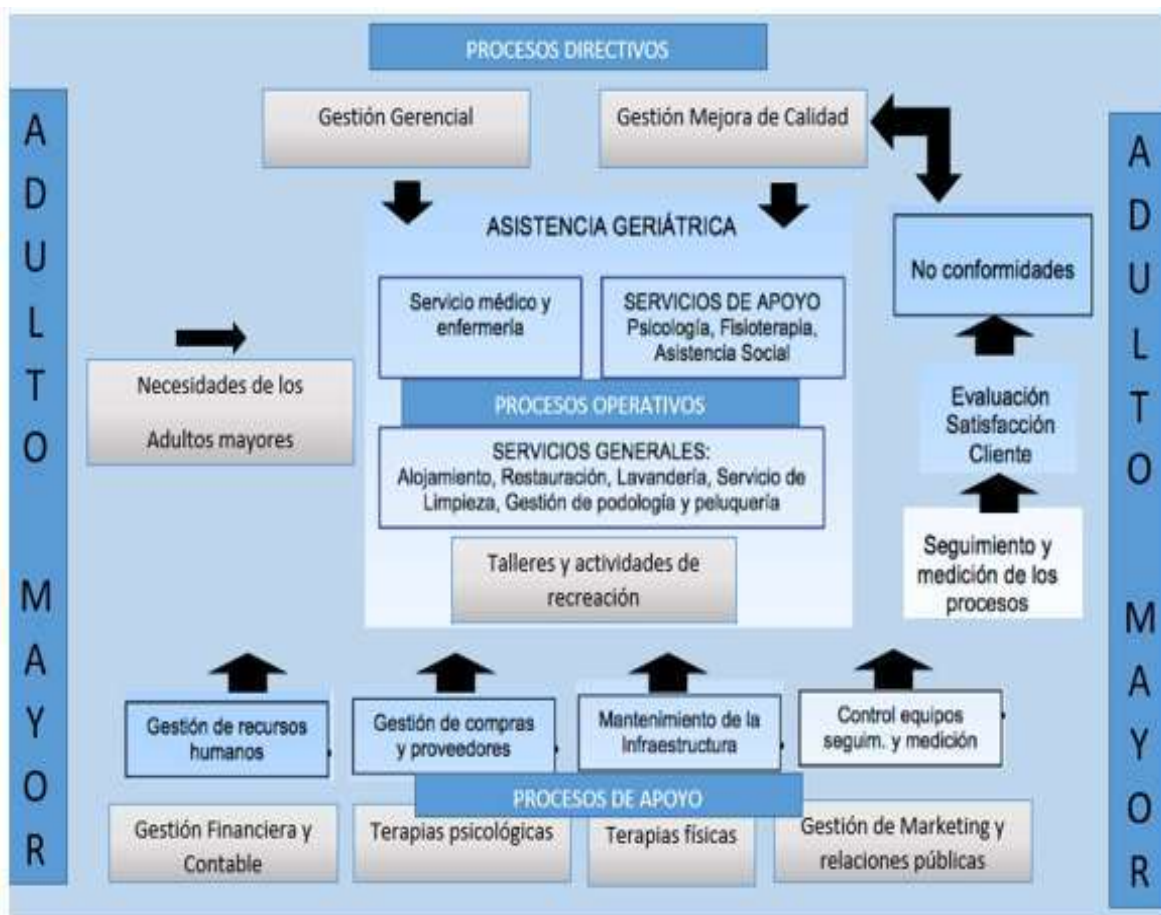 PROCESOS DIRECTIVOS
Gestión Gerencial
Gestión Mejora de Calidad
ADULTO MAYOR
ASISTENCIA GERIÁTRICA
Servicio médico y
enfermería
SERVICIOS DE APOYO
Psicología, Fisioterapia,
Asistencia Social
No conformidades
Necesidades de los
Adultos mayores
PROCESOS OPERATIVOS
SERVICIOS GENERALES:
Alojamiento, Restauración, Lavandería, Servicio de
Limpieza, Gestión de podología y peluquería
Talleres y actividades de
recreación
Evaluación
Satisfacción
Cliente
Seguimiento y
medición de los
procesos
ADULTO MAYOR
Gestión de recursos
humanos
Gestión de compras
y proveedores
Mantenimiento de la
Infraestructura
Control equipos
seguim. y medición
PROCESOS DE APOYO
Gestión Financiera y
Contable
Terapias psicológicas
Terapias físicas
Gestión de Marketing y
relaciones públicas